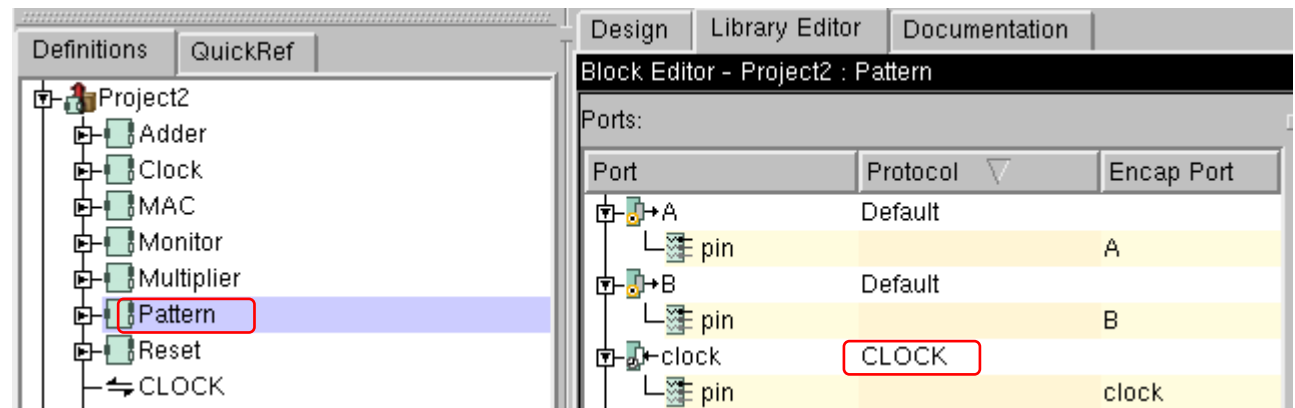 Definitions QuickRef
Project2
Adder
Clock
MAC
Monitor
Multiplier
Pattern
Reset
CLOCK
Design Library Editor Documentation
Block Editor - Project2 : Pattern
Ports:
Port Protocol Encap Port
A Default
pin A
B Default
pin B
clock CLOCK
pin clock